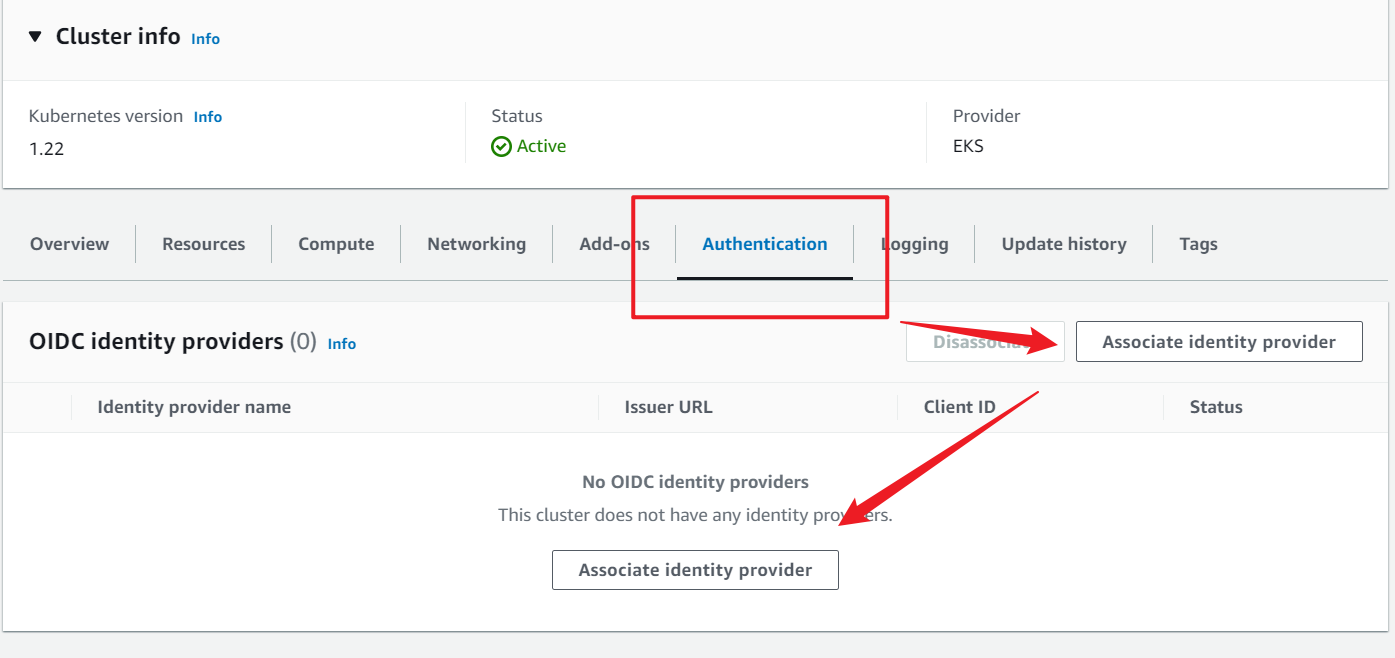 ▼ Cluster info Info
Kubernetes version Info
1.22
Status
Active
Provider
EKS
Overview Resources Compute Networking Add-ons Authentication Logging Update history Tags
OIDC identity providers (0) Info
Associate identity provider
Identity provider name Issuer URL Client ID Status
No OIDC identity providers
This cluster does not have any identity providers.
Associate identity provider